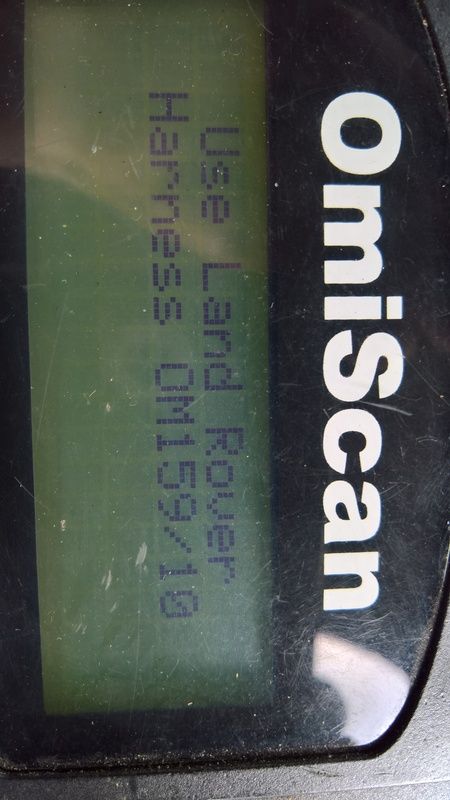 omiScan
Use Land Rover
Harness OM159/10